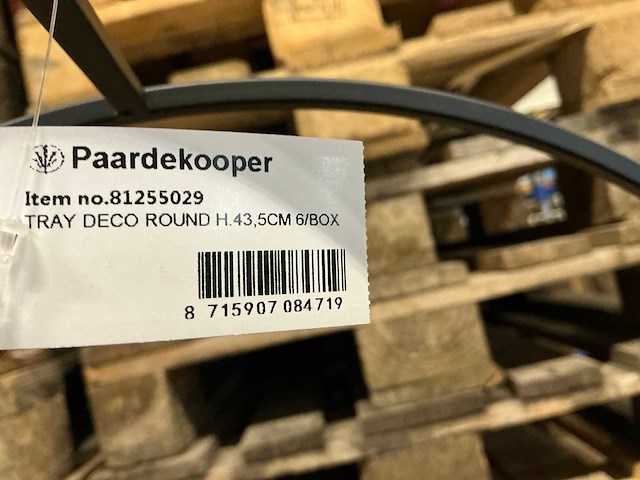 Paardekooper
Item no.81255029
TRAY DECO ROUND H.43,5CM 6/BOX
8 715907 084719